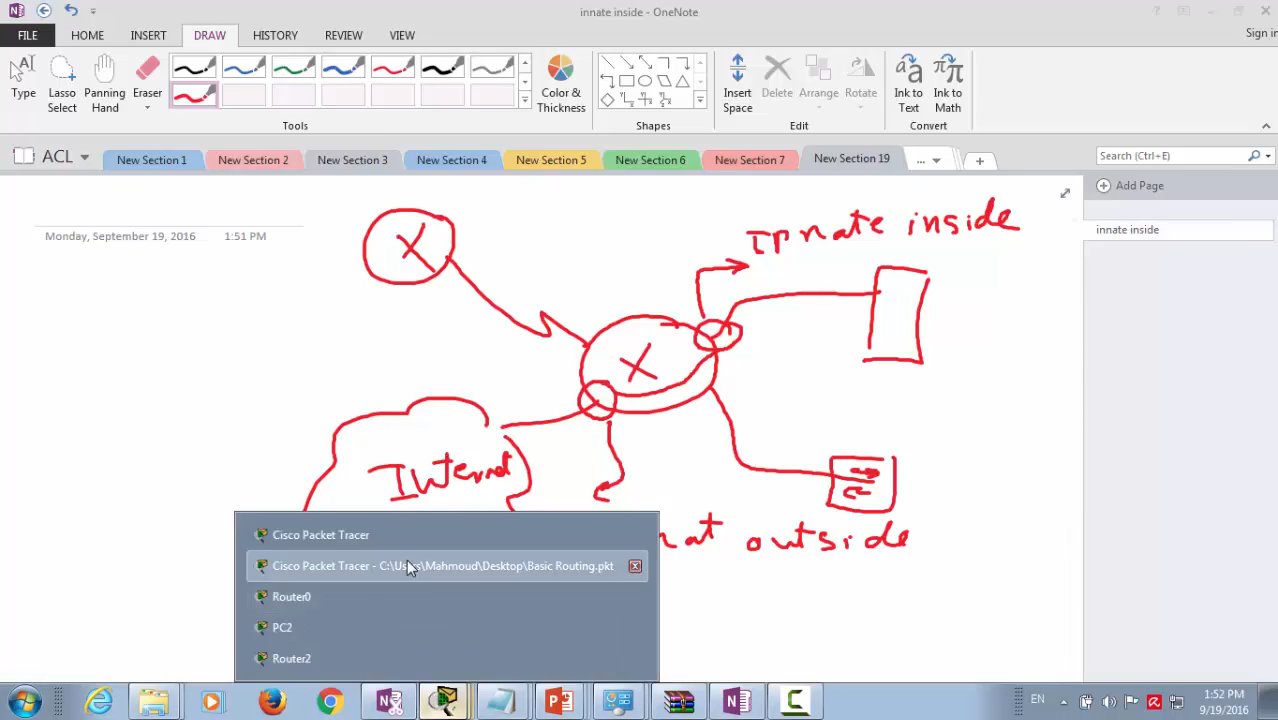 innate inside - OneNote
Sign in
FILE HOME INSERT DRAW HISTORY REVIEW VIEW
Type
Lasso Select
Panning Hand
Eraser
Color & Thickness
Insert Space
Delete
Arrange
Rotate
Ink to Text
Ink to Math
Tools
Shapes
Edit
Convert
ACL
New Section 1
New Section 2
New Section 3
New Section 4
New Section 5
New Section 6
New Section 7
New Section 19
...
Search (Ctrl+E)
Add Page
innate inside
Monday, September 19, 2016 1:51 PM
IP nate inside
X
X
Internet
nat outside
Cisco Packet Tracer
Cisco Packet Tracer - C:\Users\Mahmoud\Desktop\Basic Routing.pkt
Router0
PC2
Router2
EN
1:52 PM
9/19/2016